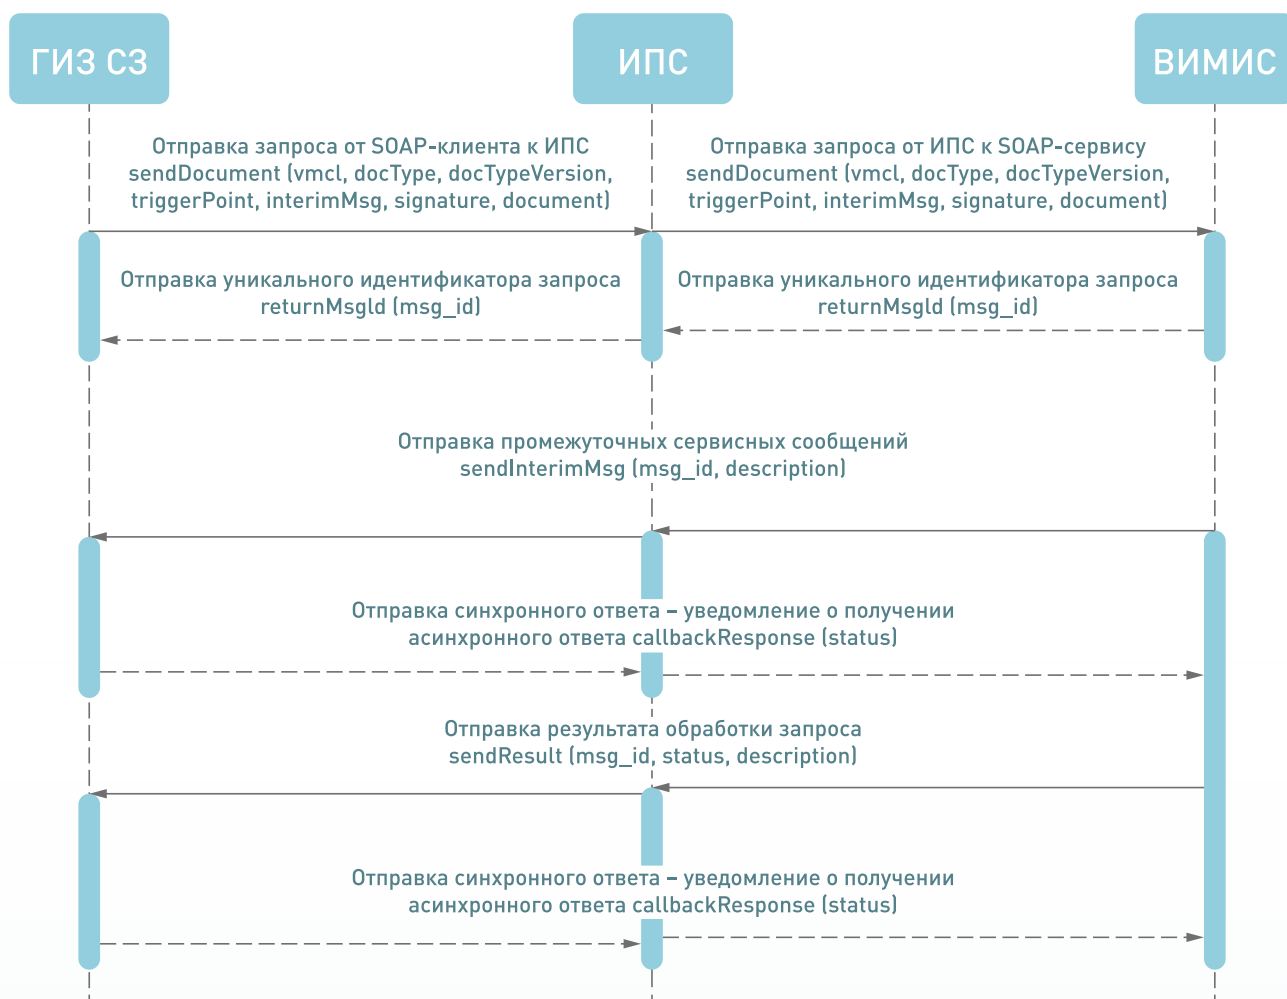 ГИЗ СЗ
ИПС
ВИМИС
Отправка запроса от SOAP-клиента к ИПС
sendDocument (vmcl, docType, docTypeVersion,
triggerPoint, interimMsg, signature, document)
Отправка запроса от ИПС к SOAP-сервису
sendDocument (vmcl, docType, docTypeVersion,
triggerPoint, interimMsg, signature, document)
Отправка уникального идентификатора запроса
returnMsgld (msg_id)
Отправка уникального идентификатора запроса
returnMsgld (msg_id)
Отправка промежуточных сервисных сообщений
sendInterimMsg (msg_id, description)
Отправка синхронного ответа – уведомление о получении
асинхронного ответа callbackResponse (status)
Отправка результата обработки запроса
sendResult (msg_id, status, description)
Отправка синхронного ответа – уведомление о получении
асинхронного ответа callbackResponse (status)